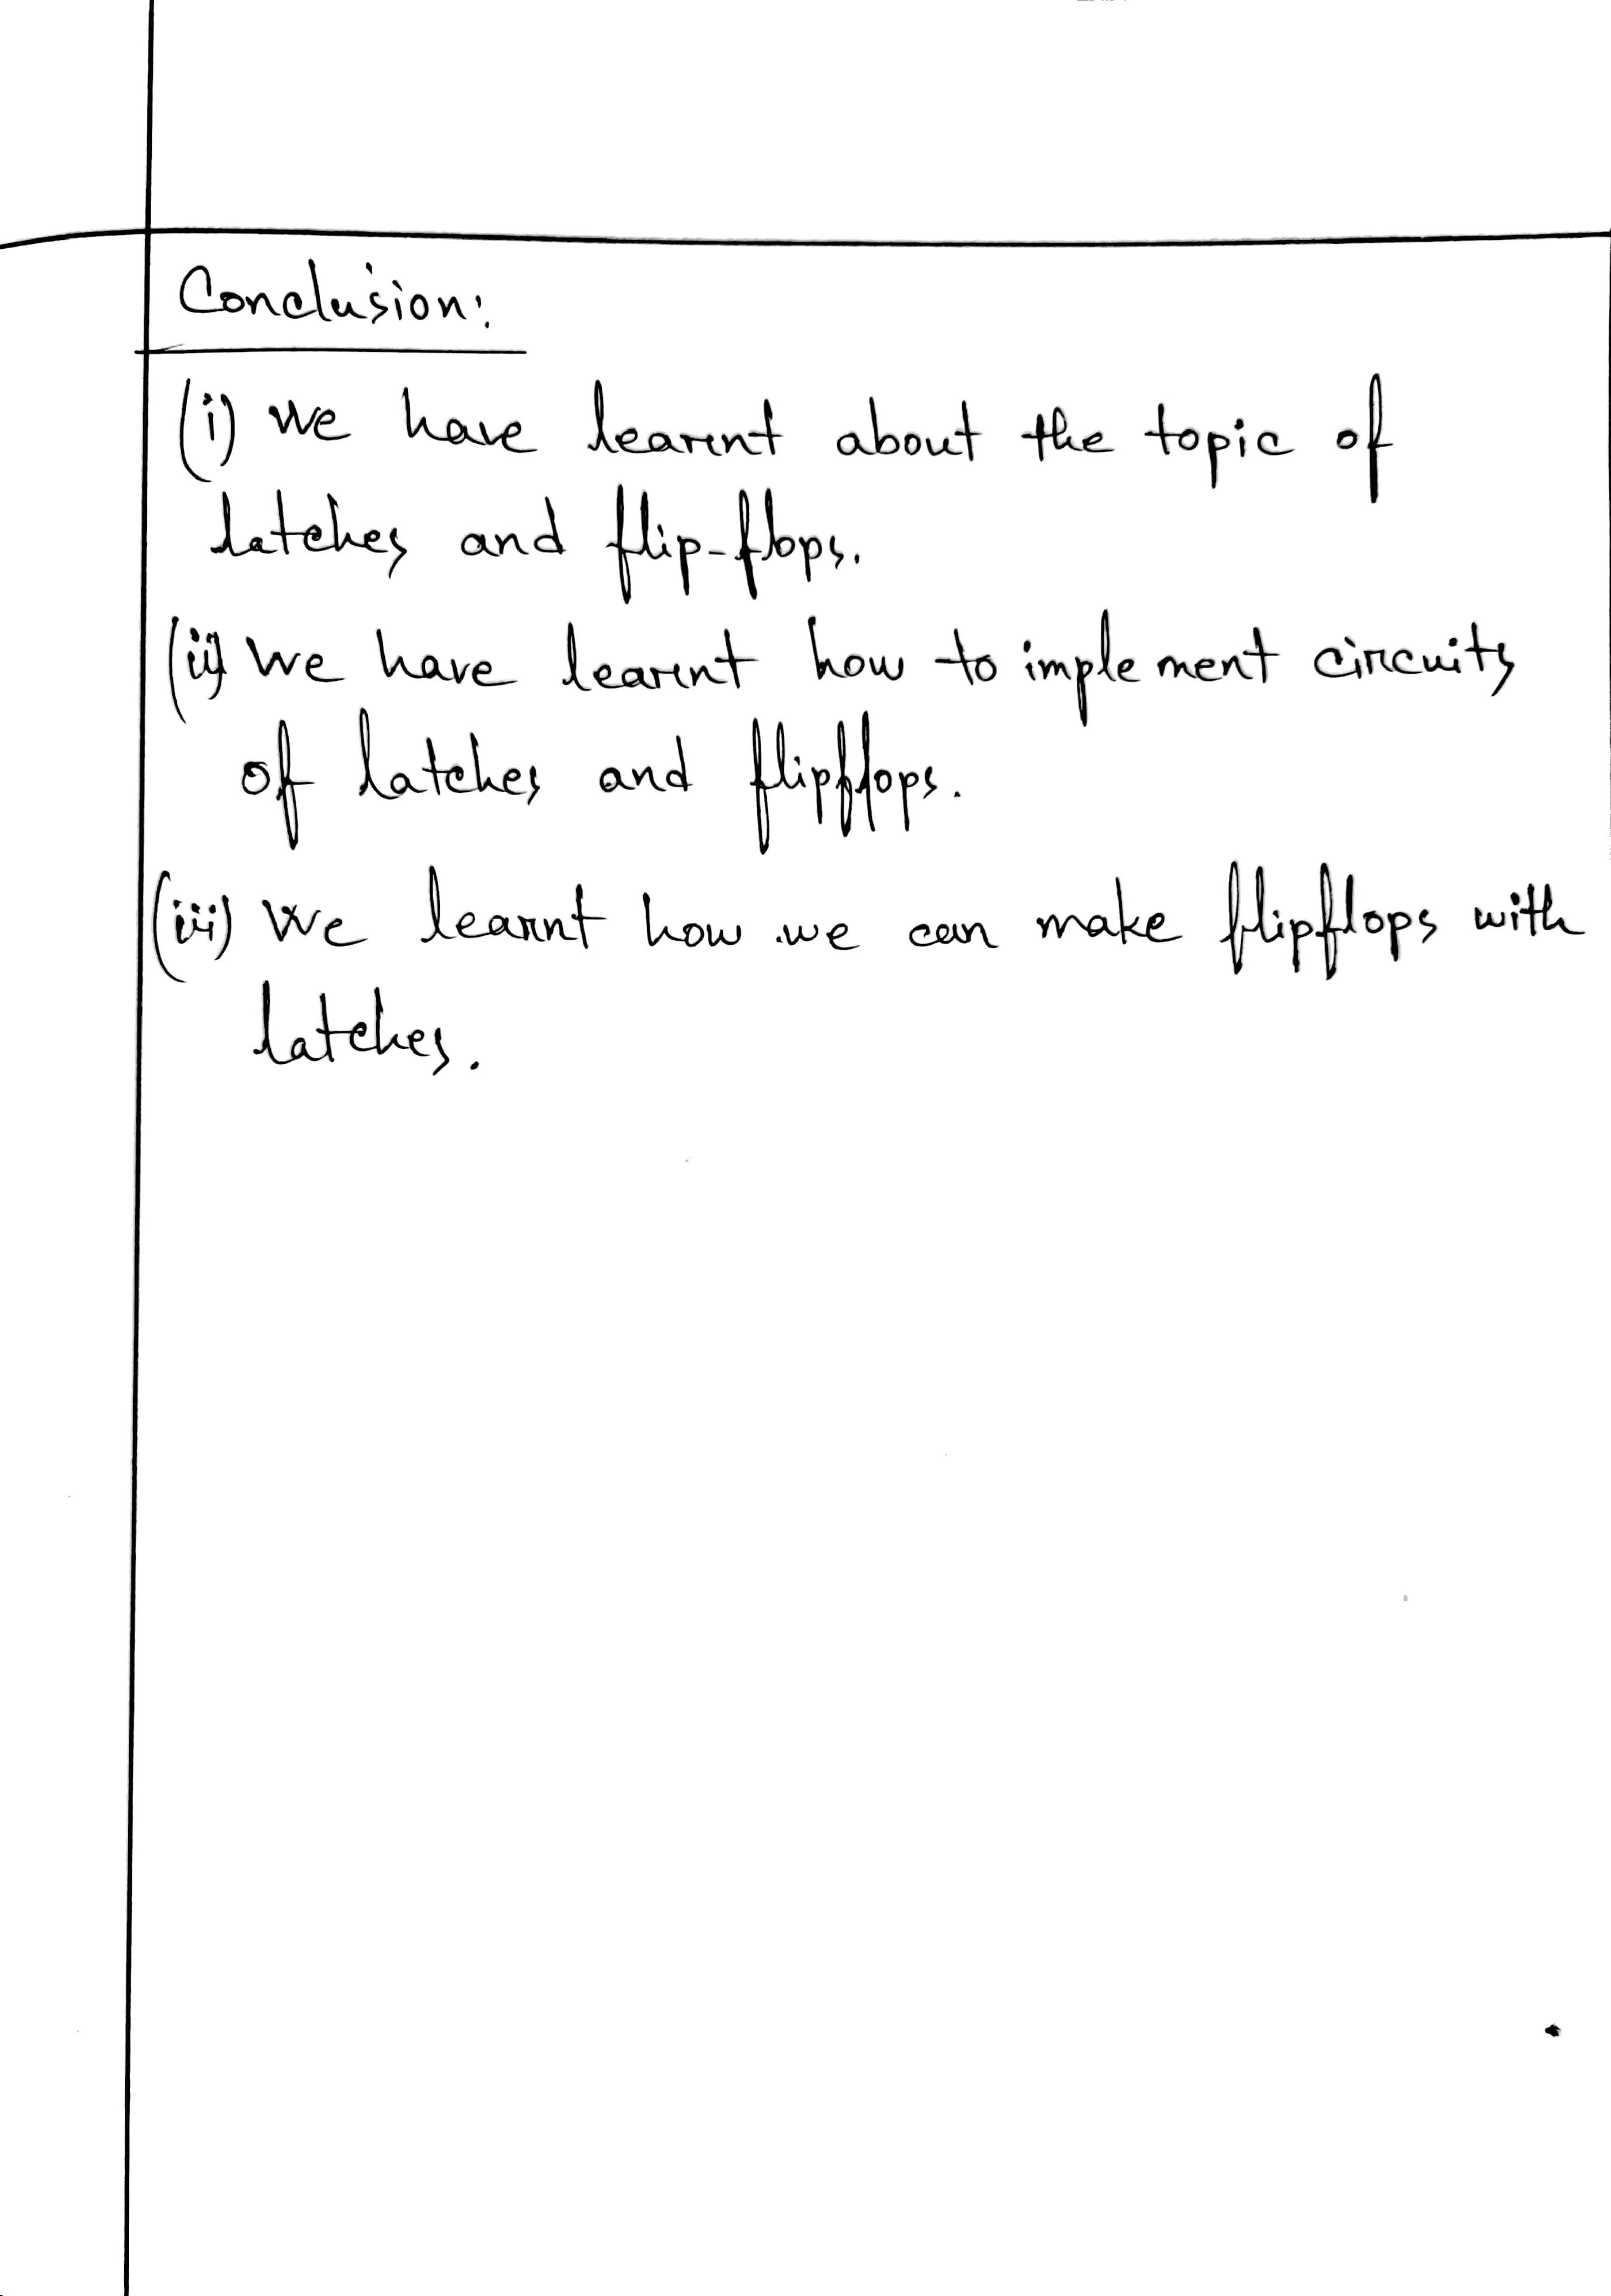 Conclusion:
(i) We have learnt about the topic of
latches and flip-flops.
(ii) We have learnt how to implement circuits
of latches and flipflops.
(iii) We learnt how we can make flipflops with
latches.